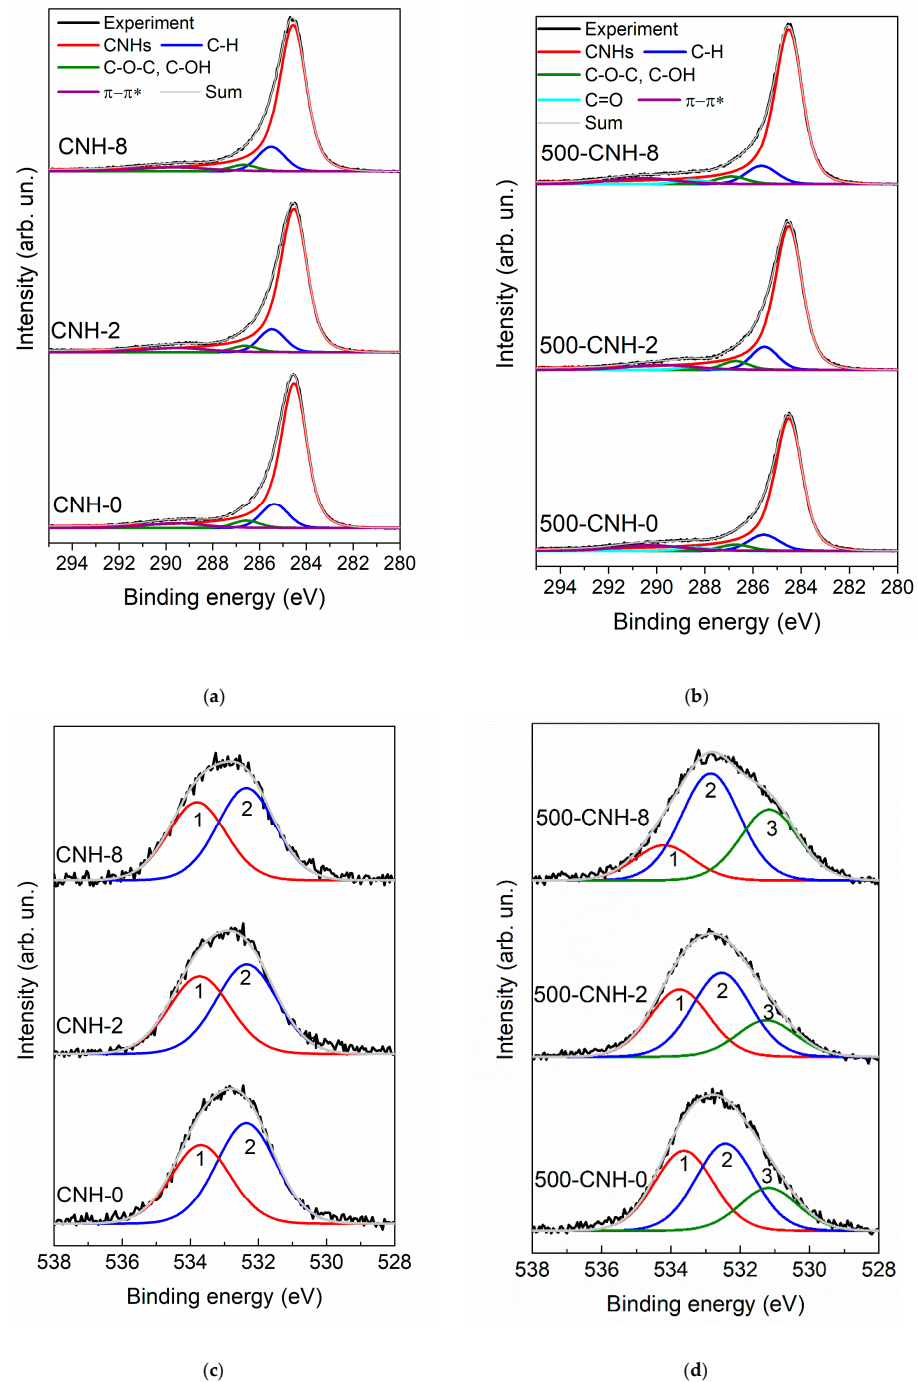 Experiment
CNHs C-H
C-O-C, C-OH
π−π* Sum
CNH-8
CNH-2
CNH-0
Intensity (arb. un.)
294 292 290 288 286 284 282 280
Binding energy (eV)
(a)
Experiment
CNHs C-H
C-O-C, C-OH
C=O π−π*
Sum
500-CNH-8
500-CNH-2
500-CNH-0
Intensity (arb. un.)
294 292 290 288 286 284 282 280
Binding energy (eV)
(b)
CNH-8
1 2
CNH-2
1 2
CNH-0
1 2
Intensity (arb. un.)
538 536 534 532 530 528
Binding energy (eV)
(c)
500-CNH-8
1 2 3
500-CNH-2
1 2 3
500-CNH-0
1 2 3
Intensity (arb. un.)
538 536 534 532 530 528
Binding energy (eV)
(d)